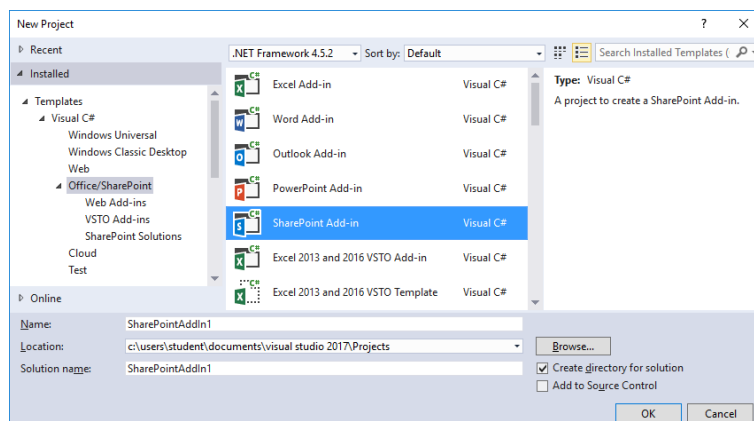 New Project
Recent
.NET Framework 4.5.2 Sort by: Default Search Installed Templates (
Installed
Templates
Visual C#
Windows Universal
Windows Classic Desktop
Web
Office/SharePoint
Web Add-ins
VSTO Add-ins
SharePoint Solutions
Cloud
Test
Online
Excel Add-in Visual C#
Word Add-in Visual C#
Outlook Add-in Visual C#
PowerPoint Add-in Visual C#
SharePoint Add-in Visual C#
Excel 2013 and 2016 VSTO Add-in Visual C#
Excel 2013 and 2016 VSTO Template Visual C#
Type: Visual C#
A project to create a SharePoint Add-in.
Name: SharePointAddIn1
Location: c:\users\student\documents\visual studio 2017\Projects Browse...
Solution name: SharePointAddIn1
Create directory for solution
Add to Source Control
OK Cancel